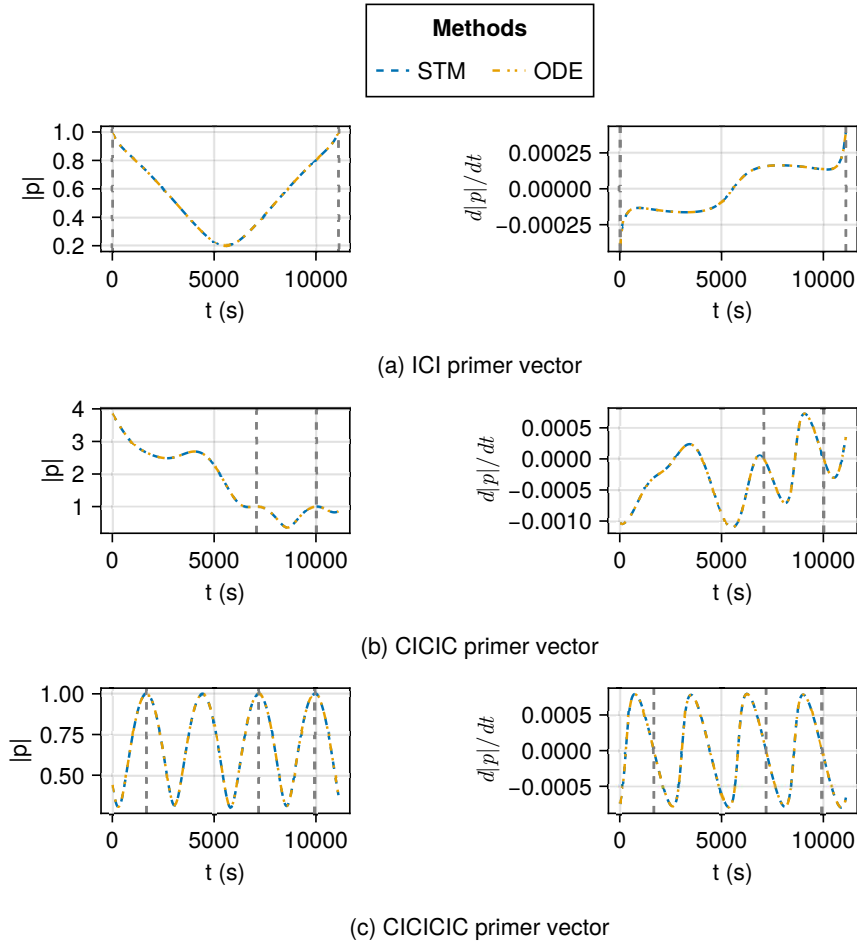 Methods
STM ODE
1.0
0.8
0.6
0.4
0.2
|p|
0 5000 10000
t (s)
0.00025
0.00000
−0.00025
d|p|/dt
0 5000 10000
t (s)
(a) ICI primer vector
4
3
2
1
|p|
0 5000 10000
t (s)
0.0005
0.0000
−0.0005
−0.0010
d|p|/dt
0 5000 10000
t (s)
(b) CICIC primer vector
1.00
0.75
0.50
|p|
0 5000 10000
t (s)
0.0005
0.0000
−0.0005
d|p|/dt
0 5000 10000
t (s)
(c) CICICIC primer vector